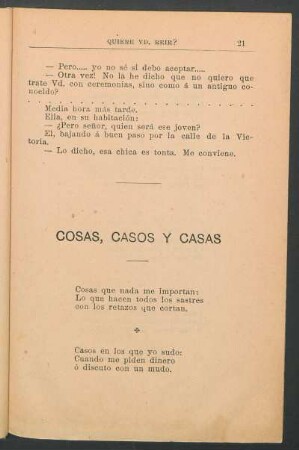 QUIERE VD. REIR? 21
— Pero..... yo no sé si debo aceptar.....
— Otra vez! No la he dicho que no quiero que
trate Vd. con ceremonias, sino como á un antiguo co-
nocido?
. . . . . . . . . . . . . . . . . . . . . . . .
Media hora más tarde.
Ella, en su habitación:
— ¿Pero señor, quien será ese joven?
El, bajando á buen paso por la calle de la Vic-
toria.
— Lo dicho, esa chica es tonta. Me conviene.
COSAS, CASOS Y CASAS
Cosas que nada me importan:
Lo que hacen todos los sastres
con los retazos que cortan.
Casos en los que yo sudo:
Cuando me piden dinero
ó discuto con un mudo.